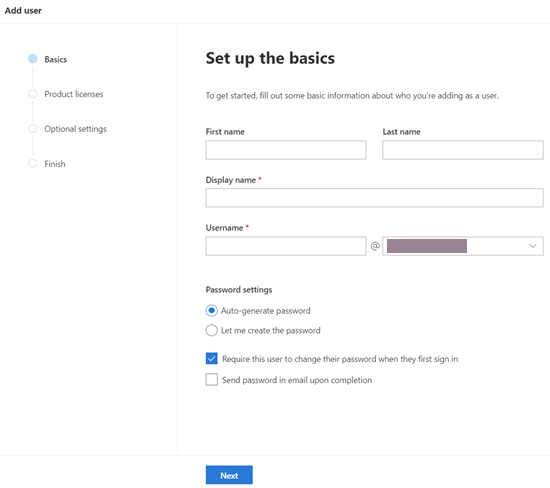 Add user
Basics
Product licenses
Optional settings
Finish
Set up the basics
To get started, fill out some basic information about who you're adding as a user.
First name
Last name
Display name *
Username *
@
Password settings
Auto-generate password
Let me create the password
Require this user to change their password when they first sign in
Send password in email upon completion
Next